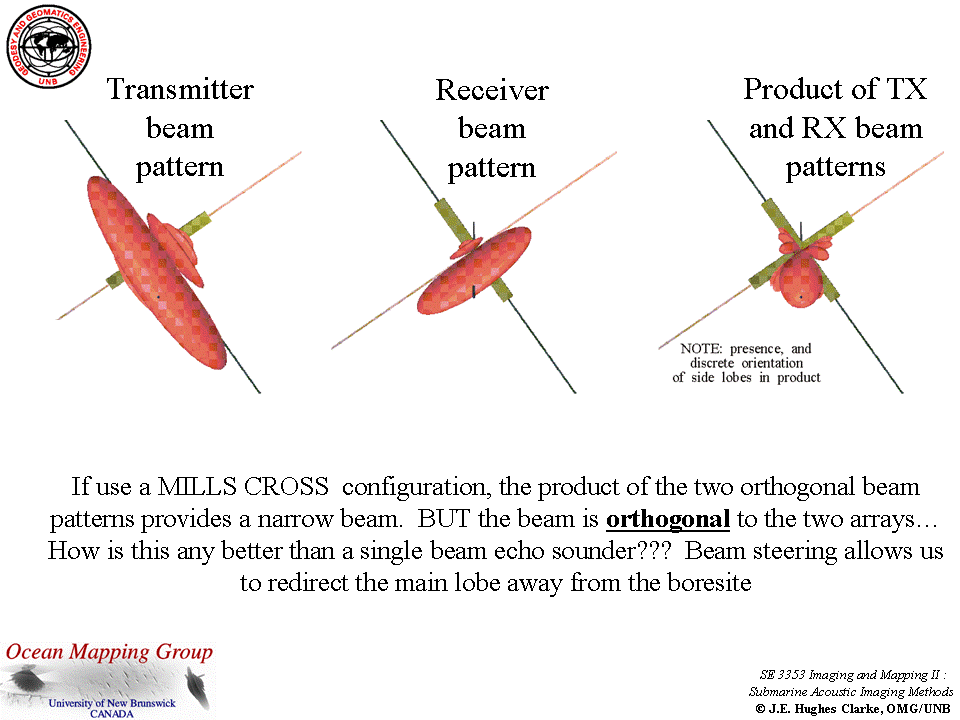 GEODESY AND GEOMATICS ENGINEERING
UNB
Transmitter
beam
pattern
Receiver
beam
pattern
Product of TX
and RX beam
patterns
NOTE: presence, and
discrete orientation
of side lobes in product
If use a MILLS CROSS configuration, the product of the two orthogonal beam
patterns provides a narrow beam. BUT the beam is orthogonal to the two arrays…
How is this any better than a single beam echo sounder??? Beam steering allows us
to redirect the main lobe away from the boresite
Ocean Mapping Group
University of New Brunswick
CANADA
SE 3353 Imaging and Mapping II :
Submarine Acoustic Imaging Methods
© J.E. Hughes Clarke, OMG/UNB